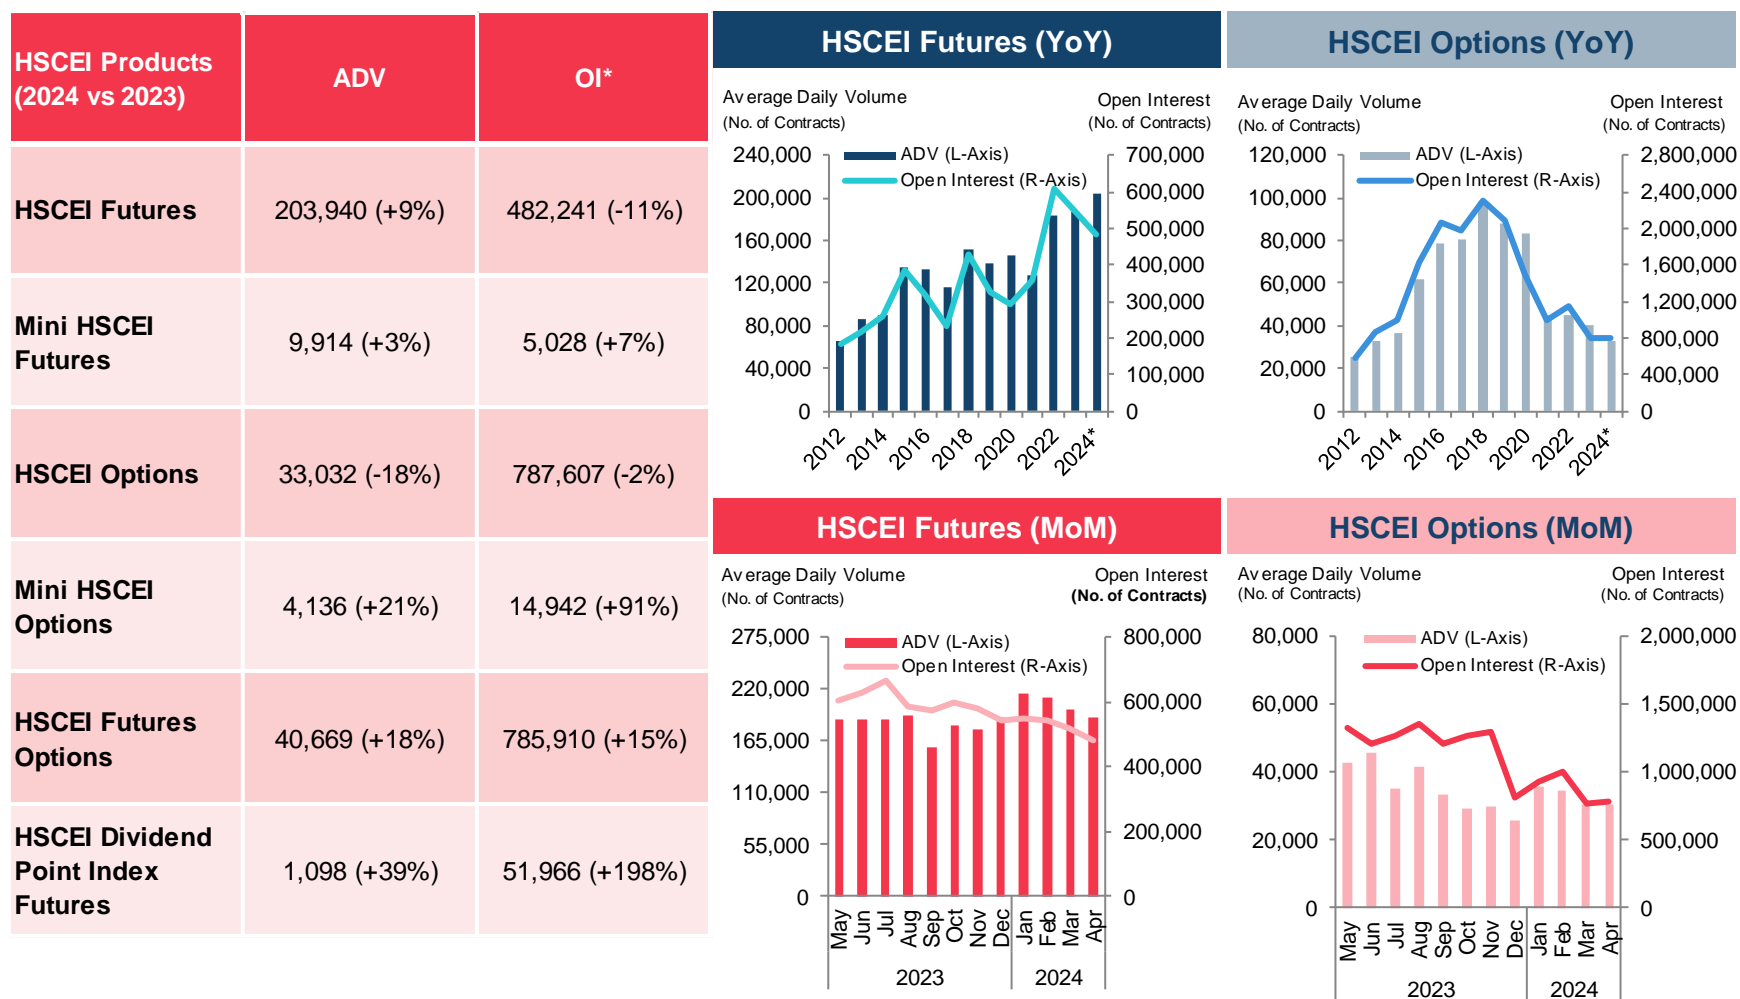 HSCEI Products
(2024 vs 2023)
ADV
OI*
HSCEI Futures
203,940 (+9%)
482,241 (-11%)
Mini HSCEI
Futures
9,914 (+3%)
5,028 (+7%)
HSCEI Options
33,032 (-18%)
787,607 (-2%)
Mini HSCEI
Options
4,136 (+21%)
14,942 (+91%)
HSCEI Futures
Options
40,669 (+18%)
785,910 (+15%)
HSCEI Dividend
Point Index
Futures
1,098 (+39%)
51,966 (+198%)
HSCEI Futures (YoY)
Average Daily Volume
(No. of Contracts)
Open Interest
(No. of Contracts)
ADV (L-Axis)
Open Interest (R-Axis)
240,000
200,000
160,000
120,000
80,000
40,000
0
700,000
600,000
500,000
400,000
300,000
200,000
100,000
0
2012
2014
2016
2018
2020
2022
2024*
HSCEI Options (YoY)
Average Daily Volume
(No. of Contracts)
Open Interest
(No. of Contracts)
ADV (L-Axis)
Open Interest (R-Axis)
120,000
100,000
80,000
60,000
40,000
20,000
0
2,800,000
2,400,000
2,000,000
1,600,000
1,200,000
800,000
400,000
0
2012
2014
2016
2018
2020
2022
2024*
HSCEI Futures (MoM)
Average Daily Volume
(No. of Contracts)
Open Interest
(No. of Contracts)
ADV (L-Axis)
Open Interest (R-Axis)
275,000
220,000
165,000
110,000
55,000
0
800,000
600,000
400,000
200,000
0
May
Jun
Jul
Aug
Sep
Oct
Nov
Dec
Jan
Feb
Mar
Apr
2023
2024
HSCEI Options (MoM)
Average Daily Volume
(No. of Contracts)
Open Interest
(No. of Contracts)
ADV (L-Axis)
Open Interest (R-Axis)
80,000
60,000
40,000
20,000
0
2,000,000
1,500,000
1,000,000
500,000
0
May
Jun
Jul
Aug
Sep
Oct
Nov
Dec
Jan
Feb
Mar
Apr
2023
2024